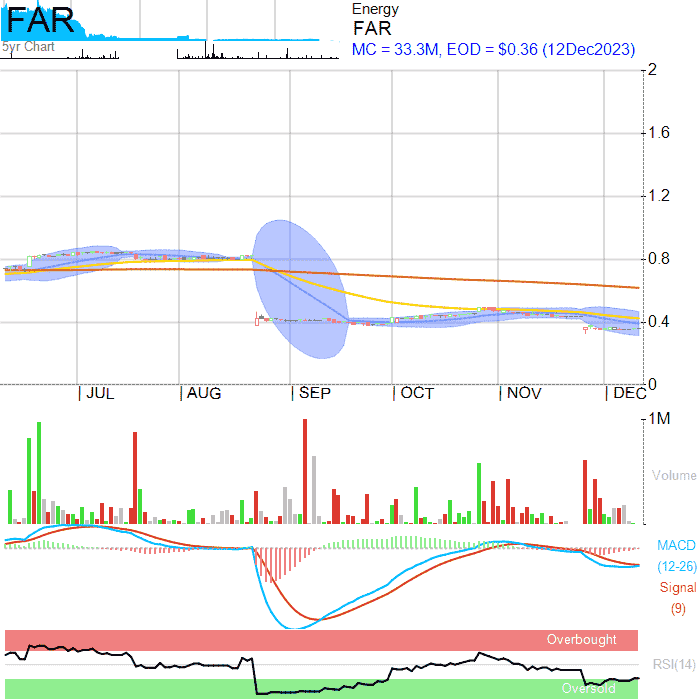 FAR
5yr Chart
Energy
FAR
MC = 33.3M, EOD = $0.36 (12Dec2023)
2
1.6
1.2
0.8
0.4
0
| JUL | AUG | SEP | OCT | NOV | DEC
1M
Volume
MACD
(12-26)
Signal
(9)
Overbought
RSI(14)
Oversold